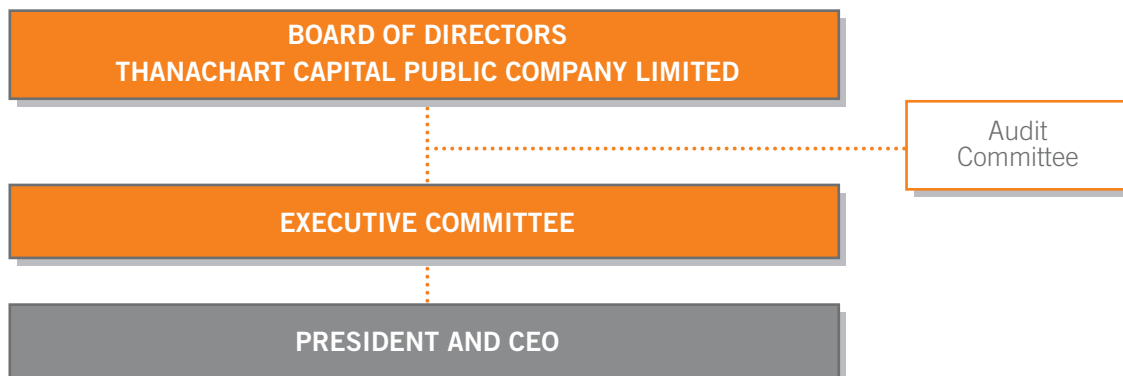 BOARD OF DIRECTORS
THANACHART CAPITAL PUBLIC COMPANY LIMITED
Audit
Committee
EXECUTIVE COMMITTEE
PRESIDENT AND CEO